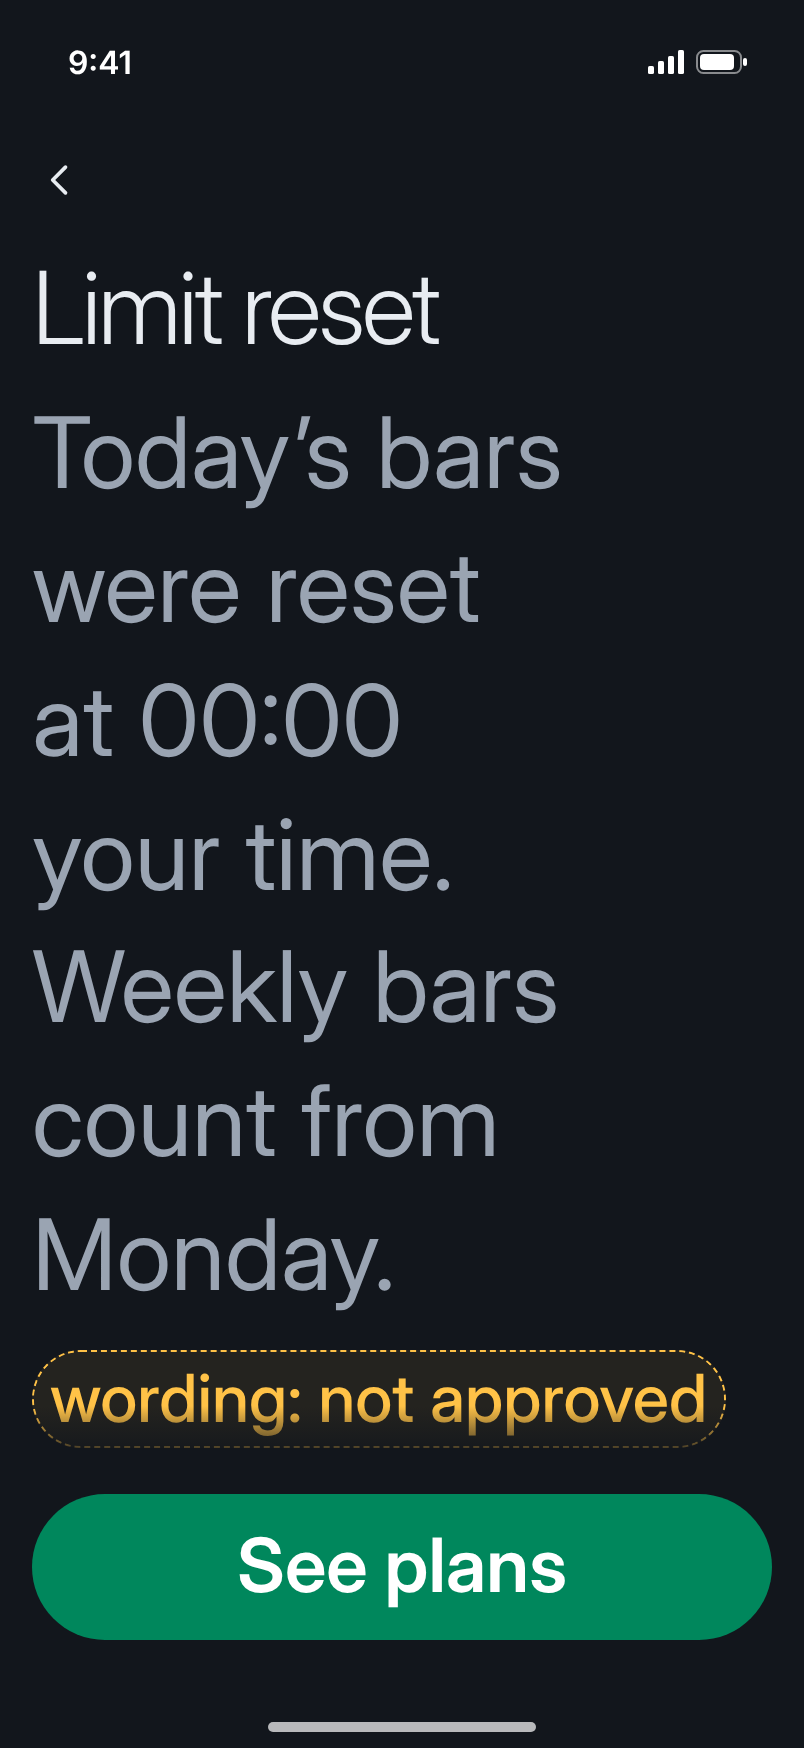 9:41
Limit reset
Today’s bars
were reset
at 00:00
your time.
Weekly bars
count from
Monday.
wording: not approved
See plans